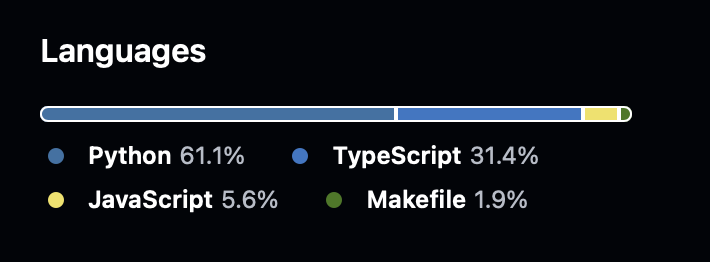 Languages
Python 61.1% TypeScript 31.4%
JavaScript 5.6% Makefile 1.9%